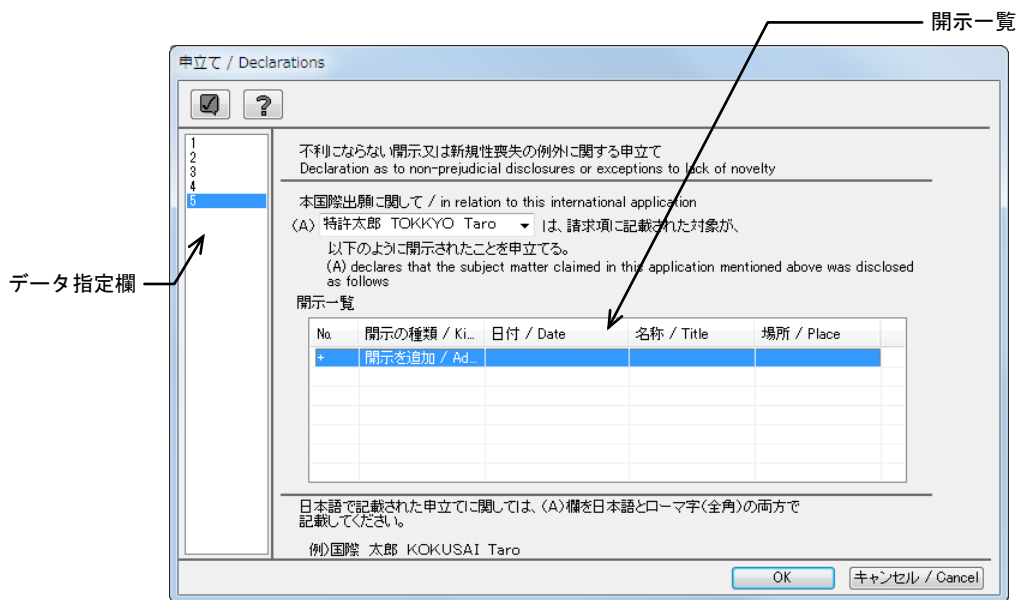 開示一覧
申立て / Declarations
1
2
3
4
5
データ指定欄
不利にならない開示又は新規性喪失の例外に関する申立て
Declaration as to non-prejudicial disclosures or exceptions to lack of novelty
本国際出願に関して / in relation to this international application
(A) 特許太郎 TOKKYO Taro は、請求項に記載された対象が、
以下のように開示されたことを申立てる。
(A) declares that the subject matter claimed in this application mentioned above was disclosed
as follows
開示一覧
No. 開示の種類 / Ki... 日付 / Date 名称 / Title 場所 / Place
+ 開示を追加 / Ad...
日本語で記載された申立てに関しては、(A)欄を日本語とローマ字(全角)の両方で
記載してください。
例)国際 太郎 KOKUSAI Taro
OK キャンセル / Cancel